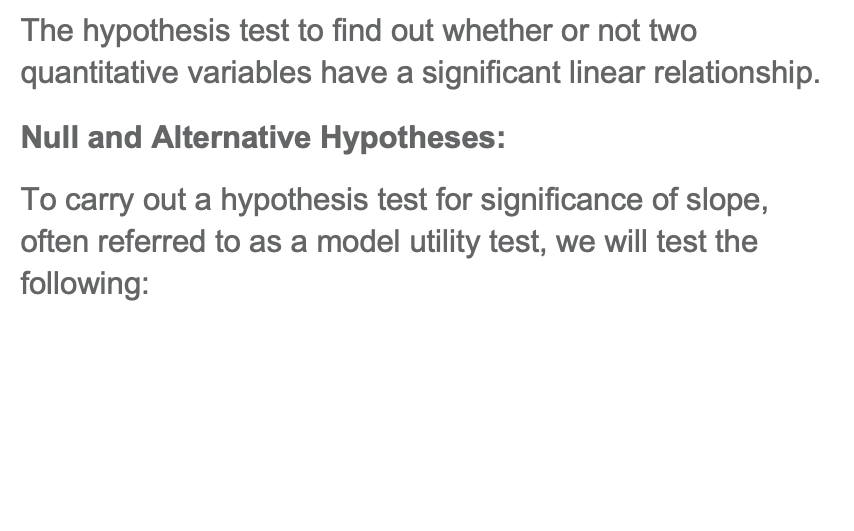 The hypothesis test to find out whether or not two
quantitative variables have a significant linear relationship.
Null and Alternative Hypotheses:
To carry out a hypothesis test for significance of slope,
often referred to as a model utility test, we will test the
following: